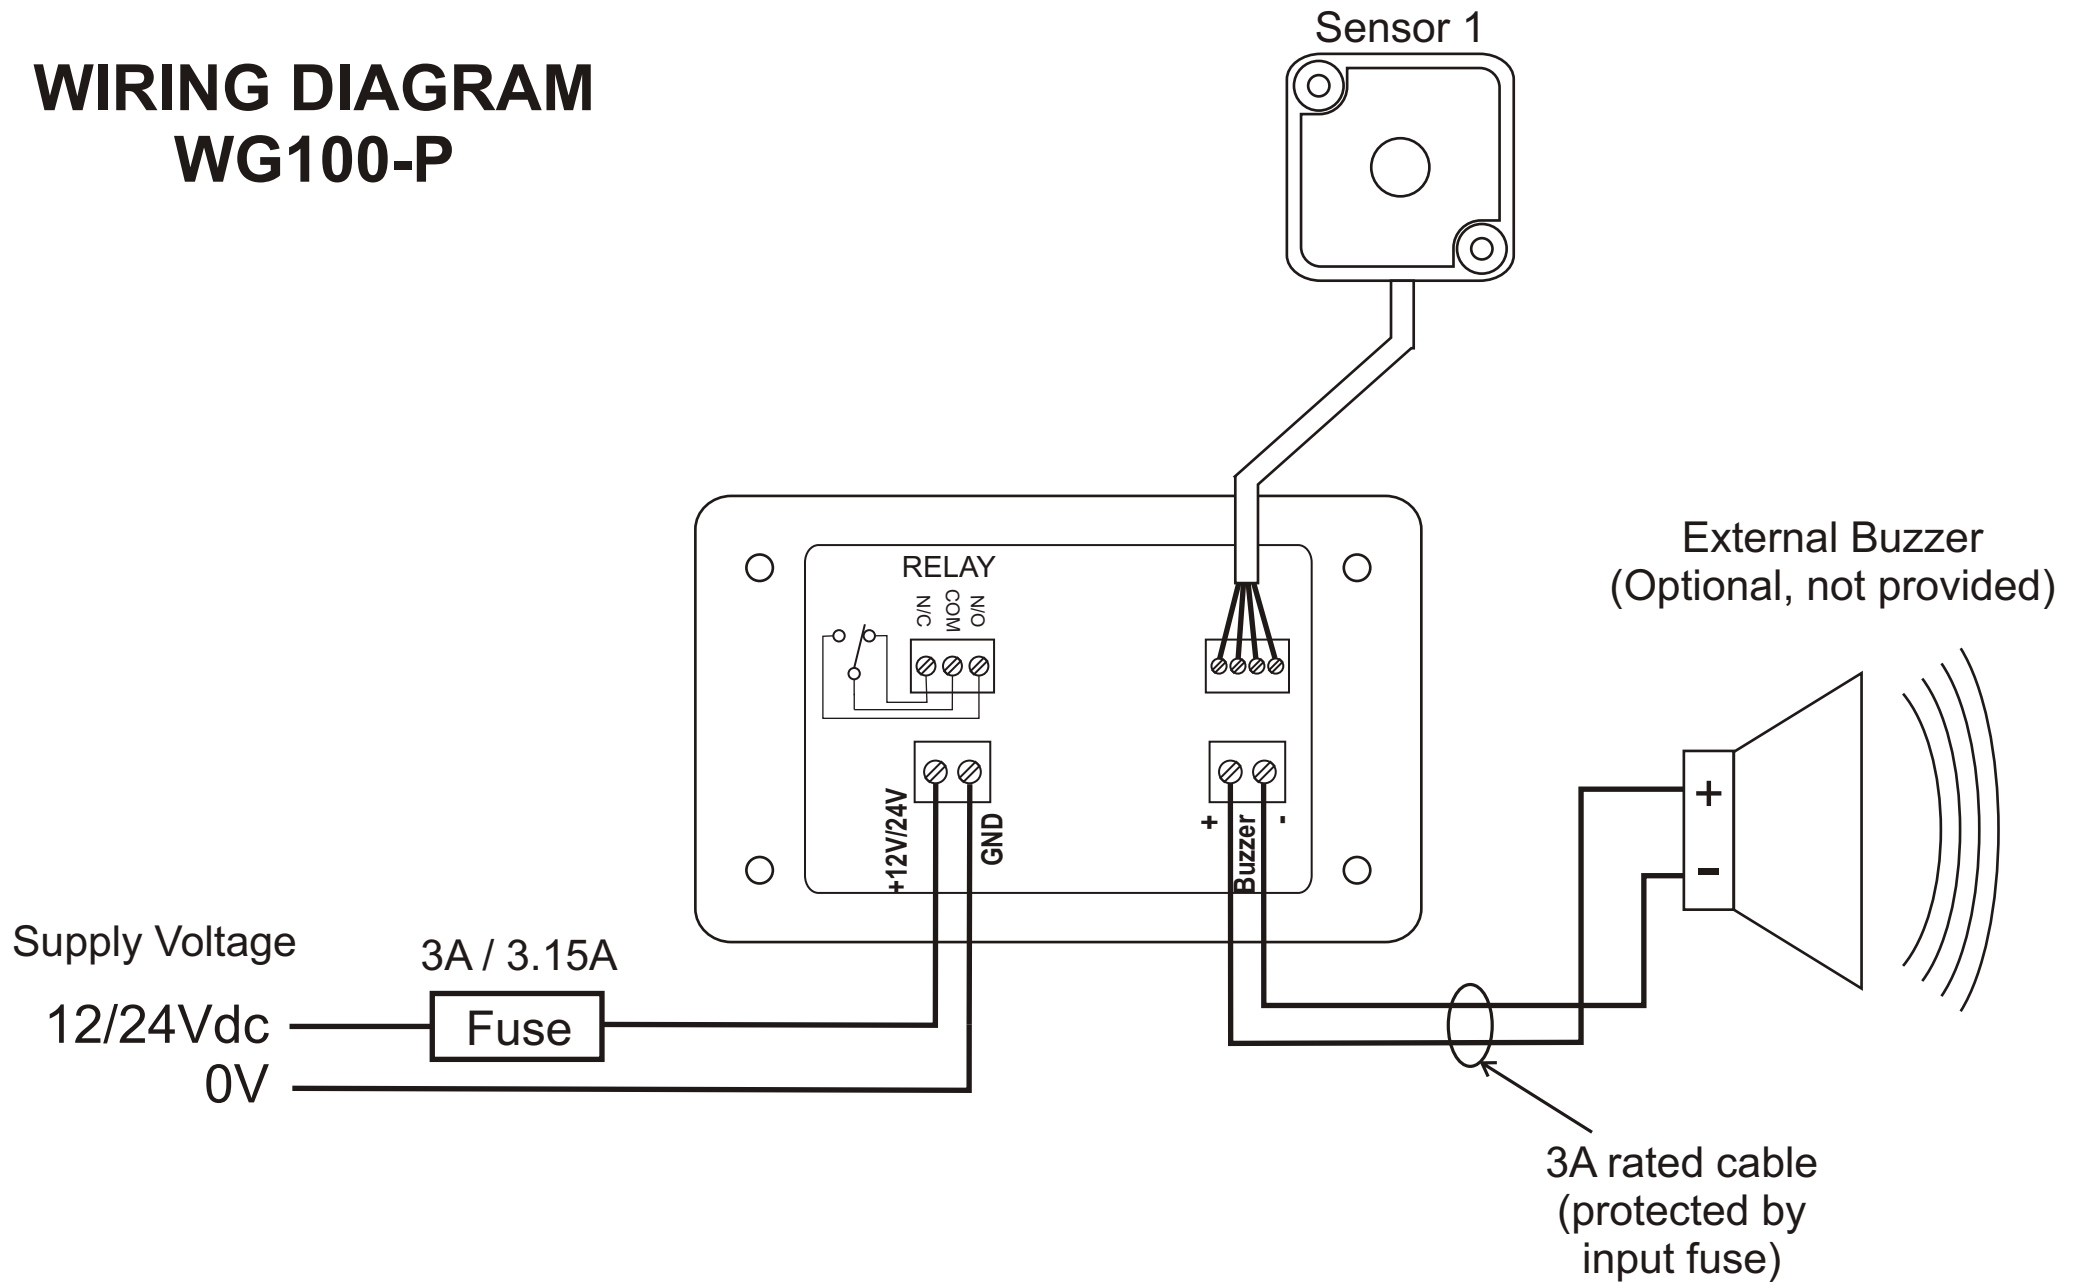 WIRING DIAGRAM
WG100-P
Sensor 1
RELAY
N/C
COM
N/O
+12V/24V
GND
+
Buzzer
-
External Buzzer
(Optional, not provided)
+
-
Supply Voltage
12/24Vdc
0V
3A / 3.15A
Fuse
3A rated cable
(protected by
input fuse)